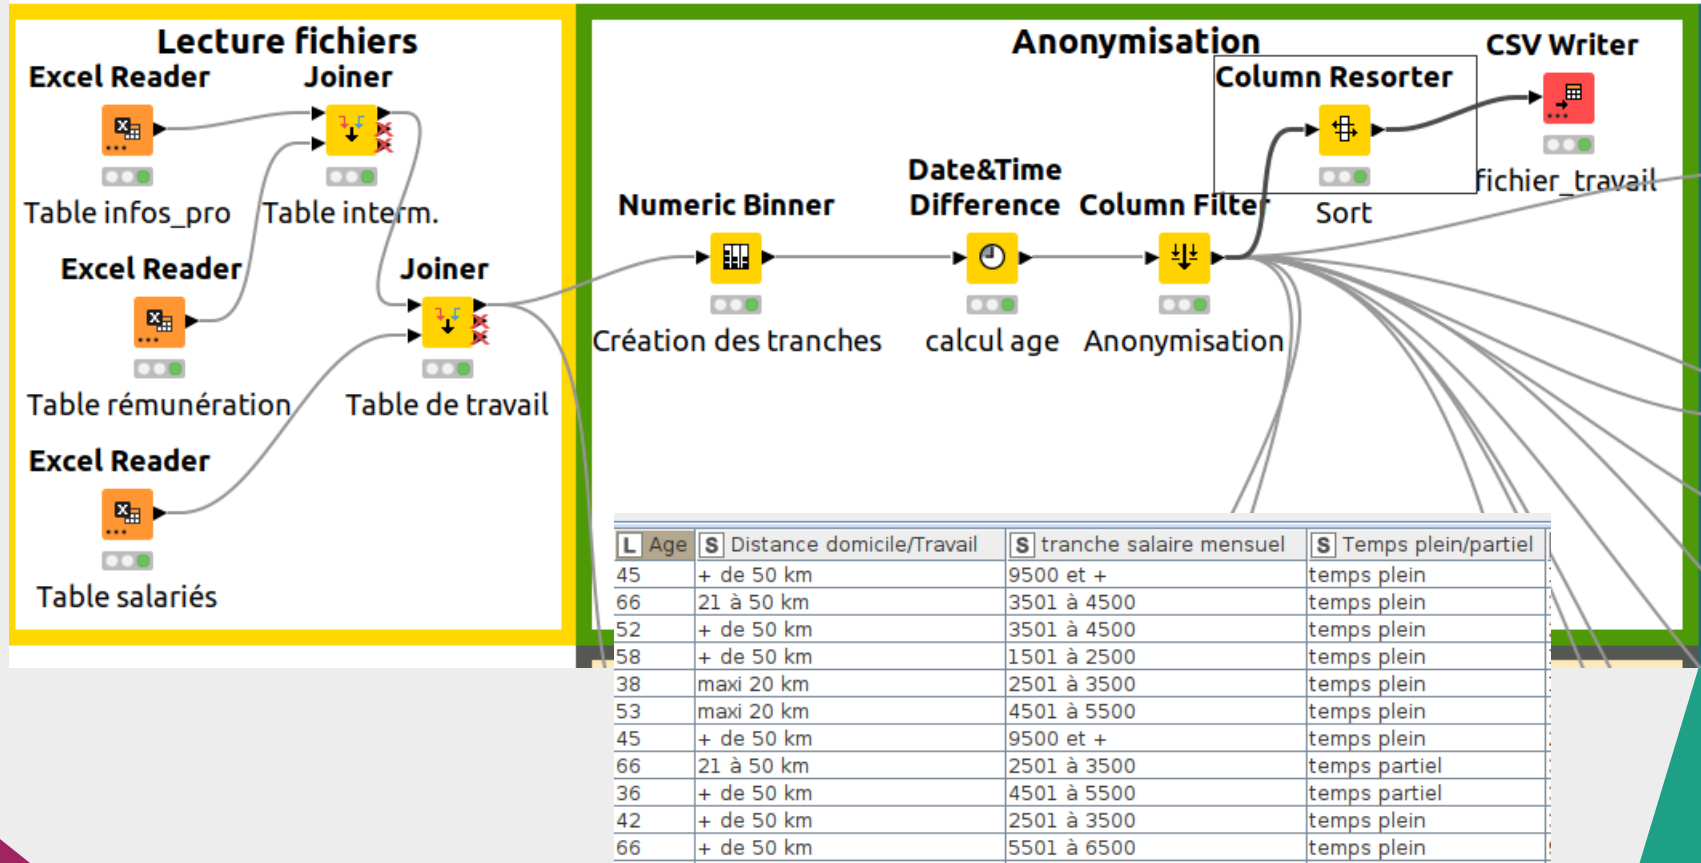 Lecture fichiers
Excel Reader
Joiner
Table infos_pro
Table interm.
Excel Reader
Joiner
Table rémunération
Table de travail
Excel Reader
Table salariés
Anonymisation
CSV Writer
Column Resorter
fichier_travail
Sort
Numeric Binner
Date&Time
Difference
Column Filter
Création des tranches
calcul age
Anonymisation
L Age S Distance domicile/Travail S tranche salaire mensuel S Temps plein/partiel
45 + de 50 km 9500 et + temps plein
66 21 à 50 km 3501 à 4500 temps plein
52 + de 50 km 3501 à 4500 temps plein
58 + de 50 km 1501 à 2500 temps plein
38 maxi 20 km 2501 à 3500 temps plein
53 maxi 20 km 4501 à 5500 temps plein
45 + de 50 km 9500 et + temps plein
66 21 à 50 km 2501 à 3500 temps partiel
36 + de 50 km 4501 à 5500 temps partiel
42 + de 50 km 2501 à 3500 temps plein
66 + de 50 km 5501 à 6500 temps plein